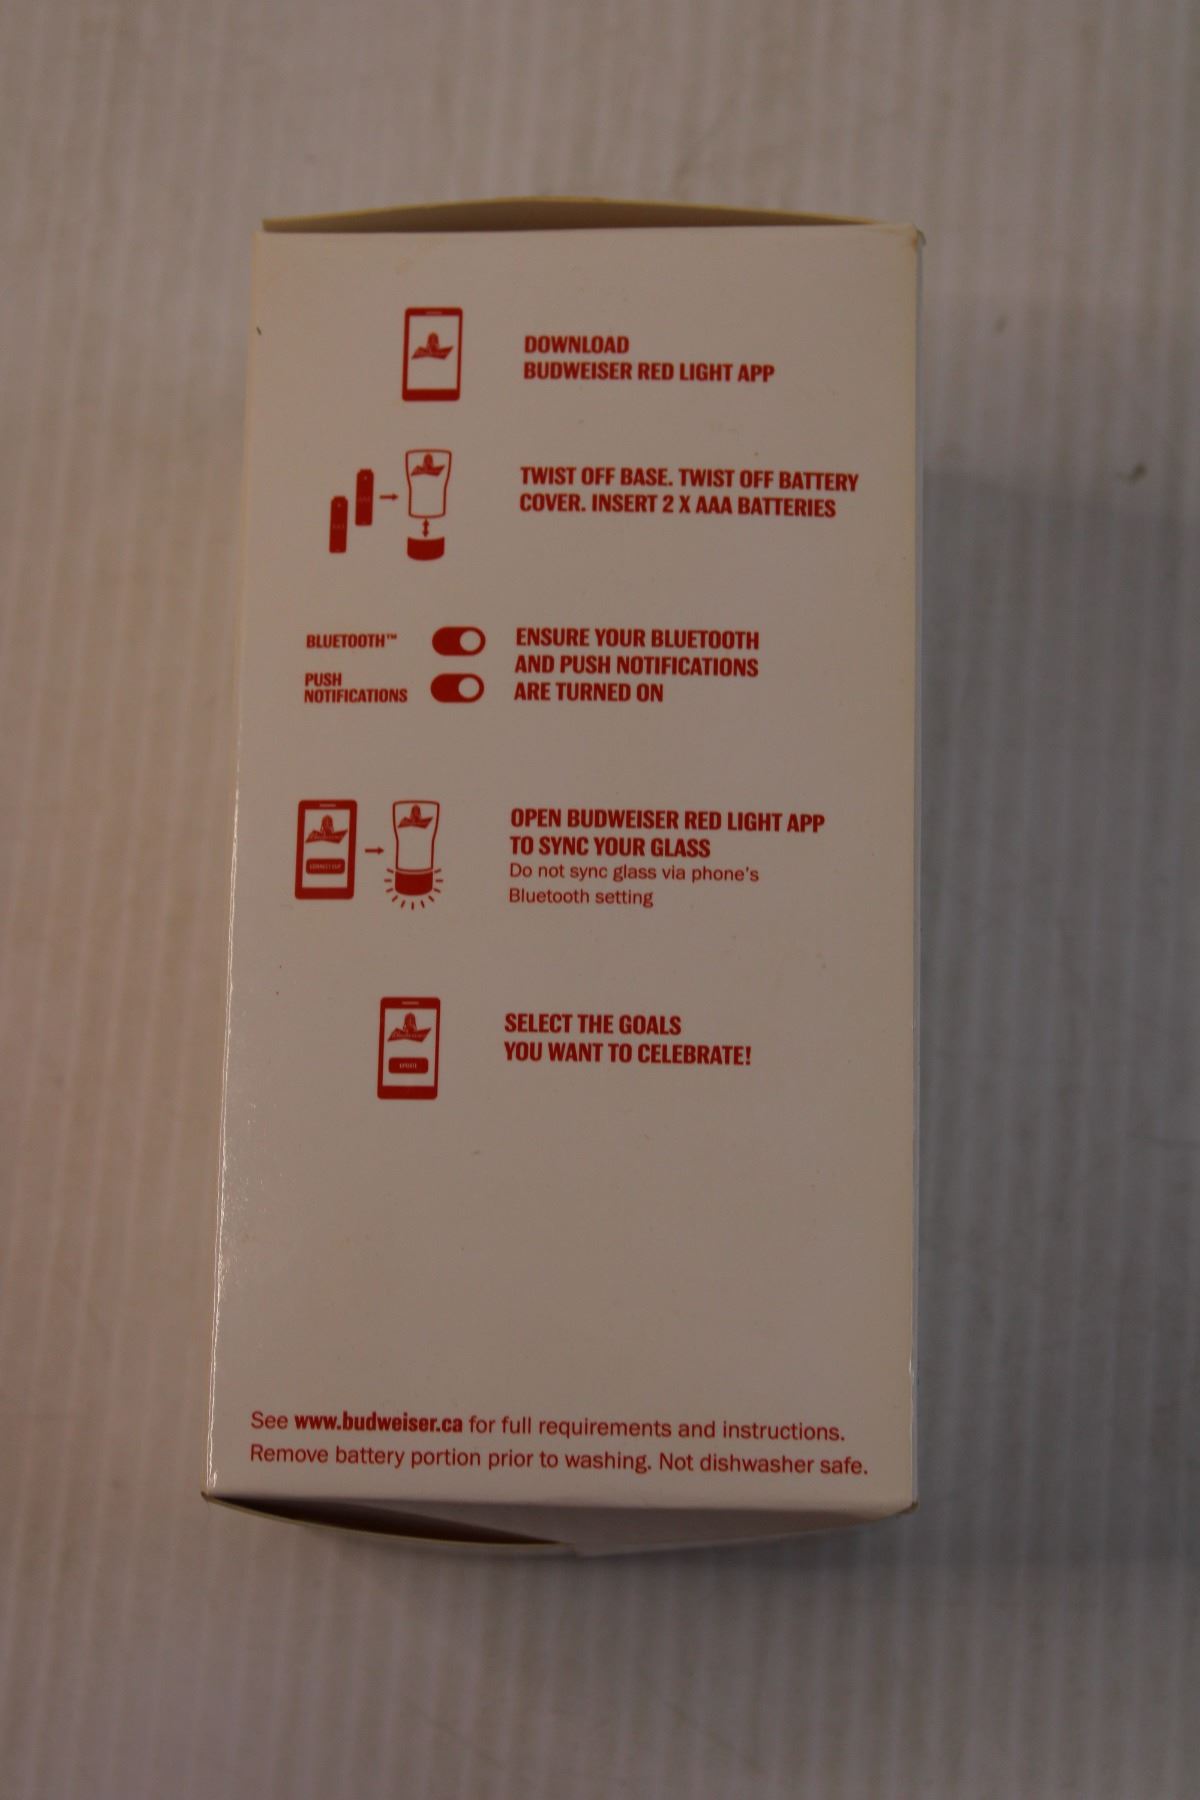 DOWNLOAD
BUDWEISER RED LIGHT APP
TWIST OFF BASE. TWIST OFF BATTERY
COVER. INSERT 2 X AAA BATTERIES
BLUETOOTH™
PUSH
NOTIFICATIONS
ENSURE YOUR BLUETOOTH
AND PUSH NOTIFICATIONS
ARE TURNED ON
OPEN BUDWEISER RED LIGHT APP
TO SYNC YOUR GLASS
Do not sync glass via phone's
Bluetooth setting
SELECT THE GOALS
YOU WANT TO CELEBRATE!
See www.budweiser.ca for full requirements and instructions.
Remove battery portion prior to washing. Not dishwasher safe.